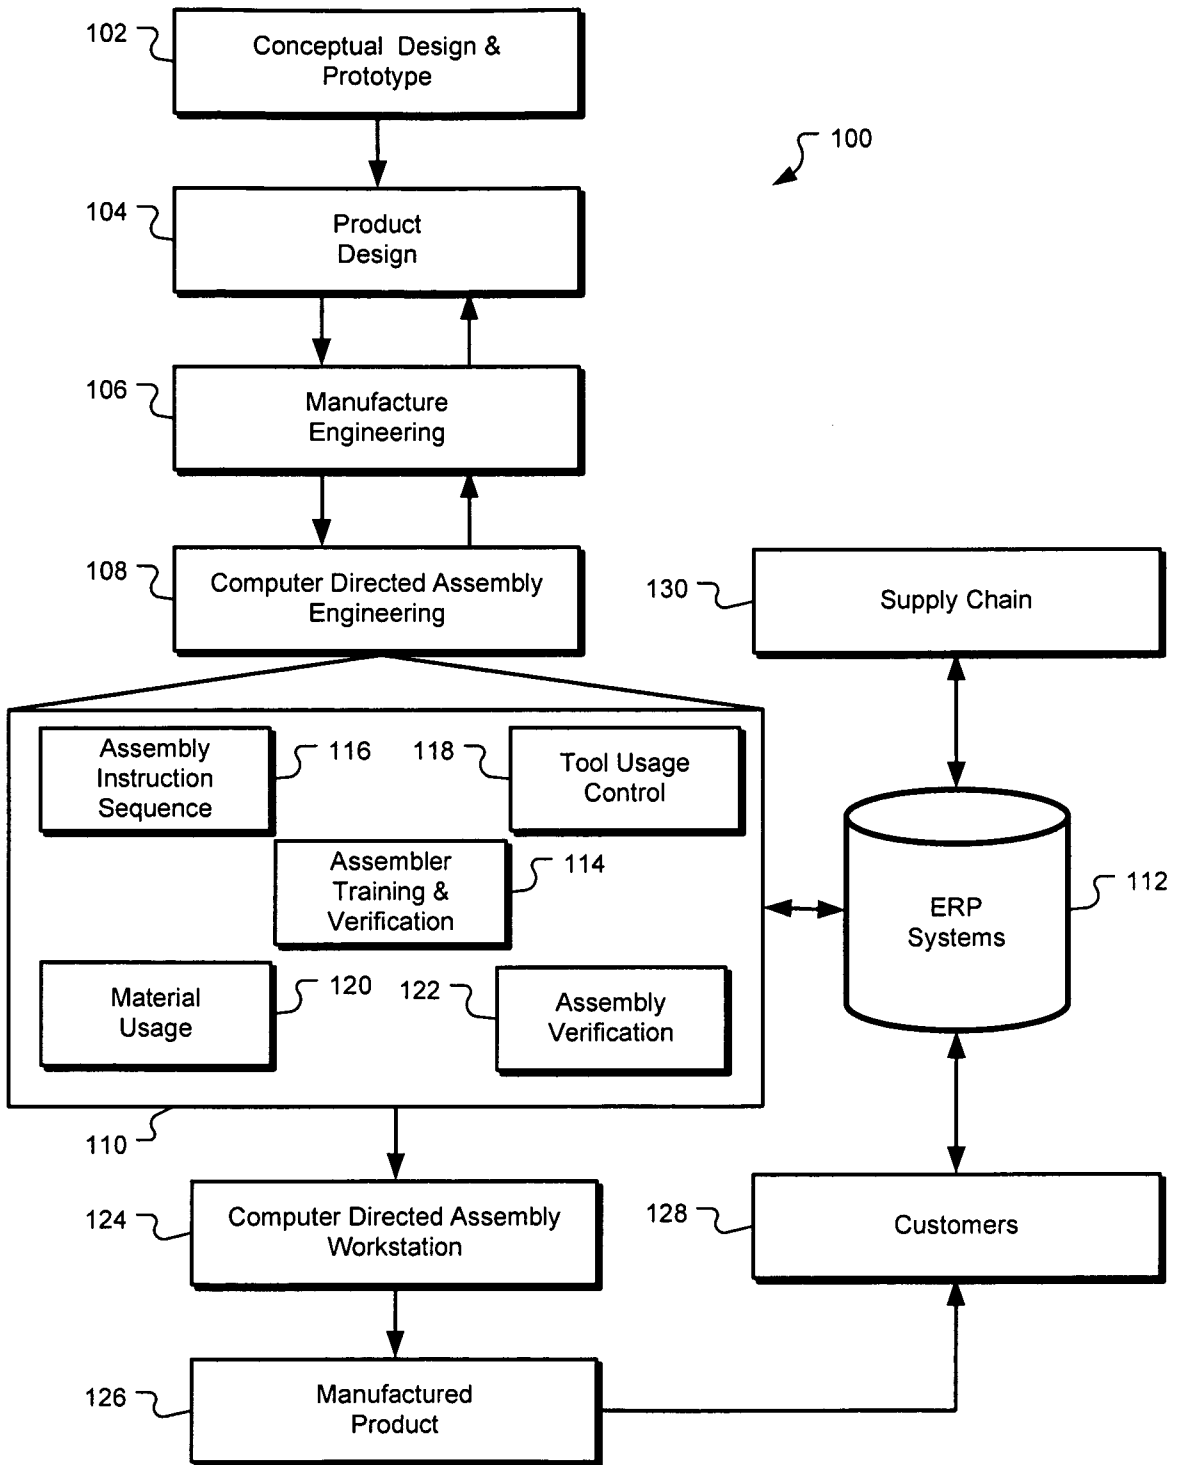 102
Conceptual Design &
Prototype
100
104
Product
Design
106
Manufacture
Engineering
108
Computer Directed Assembly
Engineering
130
Supply Chain
Assembly
Instruction
Sequence
116
118
Tool Usage
Control
Assembler
Training &
Verification
114
ERP
Systems
112
Material
Usage
120
122
Assembly
Verification
110
124
Computer Directed Assembly
Workstation
128
Customers
126
Manufactured
Product